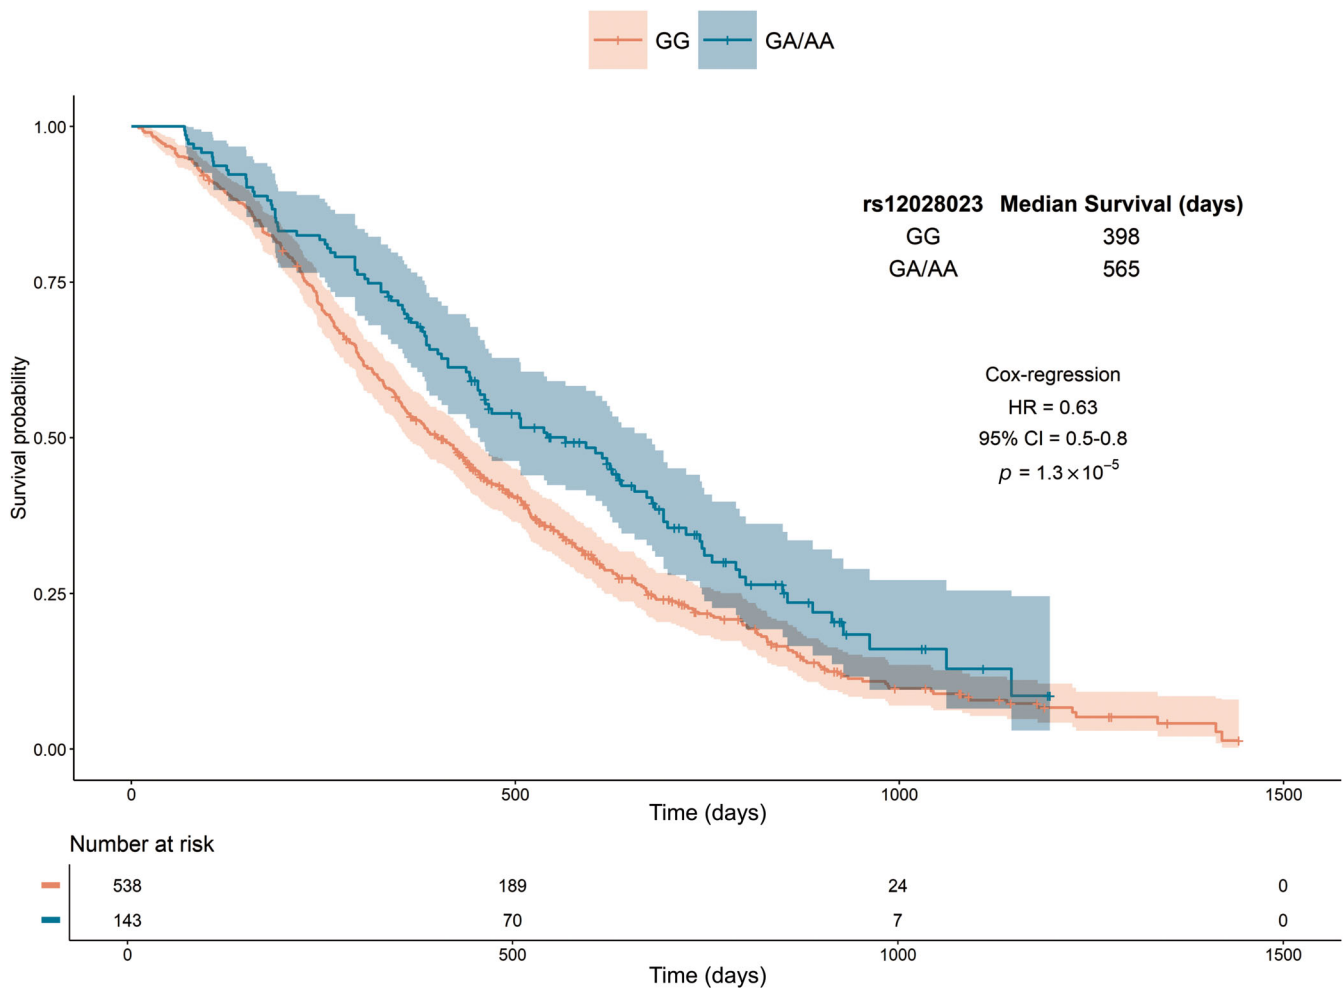 GG GA/AA
Survival probability
1.00
0.75
0.50
0.25
0.00
rs12028023 Median Survival (days)
GG 398
GA/AA 565
Cox-regression
HR = 0.63
95% CI = 0.5-0.8
p = 1.3×10⁻⁵
0 500 1000 1500
Time (days)
Number at risk
538 189 24 0
143 70 7 0
0 500 1000 1500
Time (days)